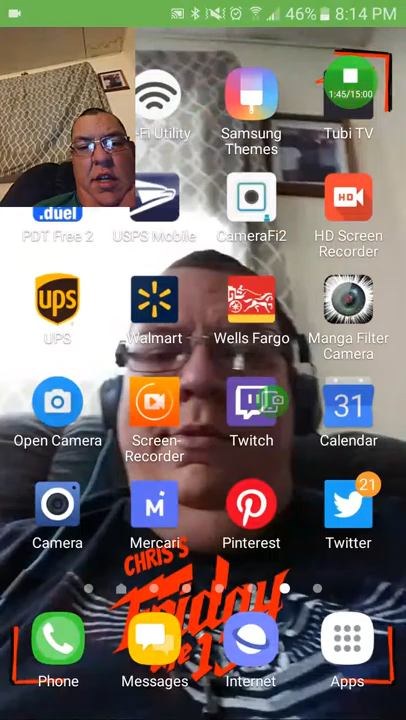 46% 8:14 PM
1:45/15:00
-Fi Utility
Samsung
Themes
Tubi TV
.duel
HD
PDT Free 2
USPS Mobile
CameraFi2
HD Screen
Recorder
ups
UPS
Walmart
Wells Fargo
Manga Filter
Camera
31
Open Camera
Screen-
Recorder
Twitch
Calendar
21
Camera
Mercari
Pinterest
Twitter
CHRIS'S
Friday
the 13
Phone
Messages
Internet
Apps